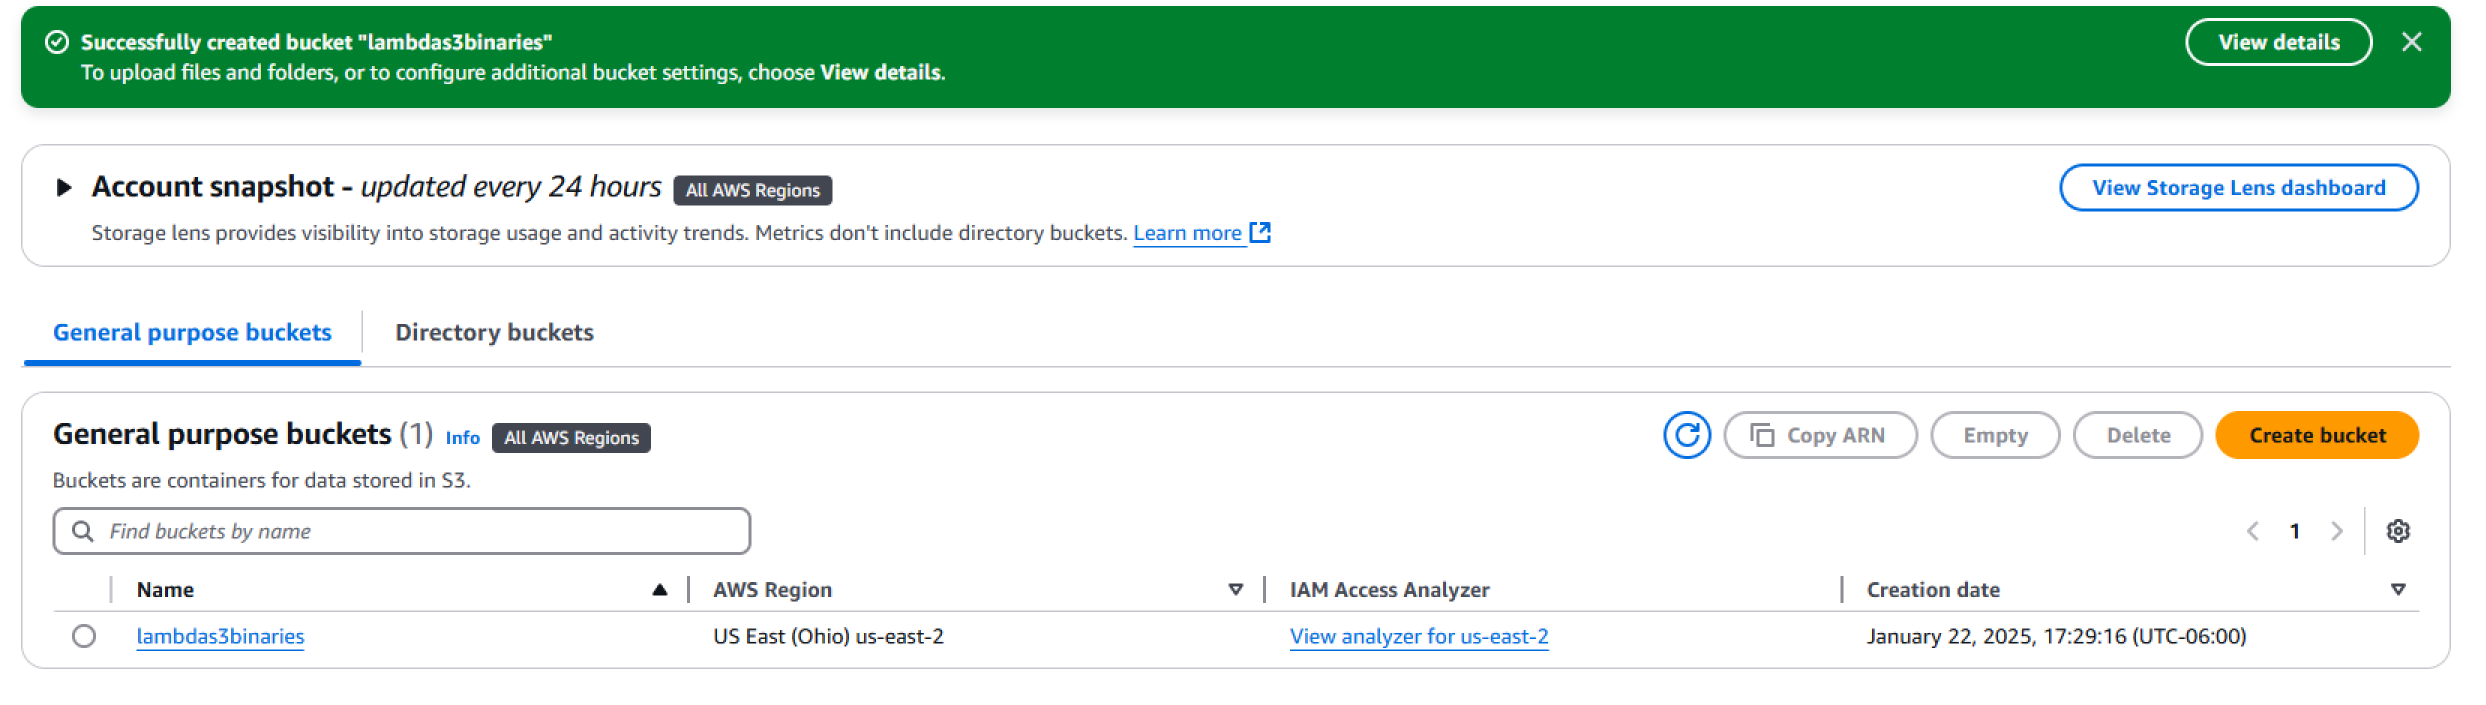 Successfully created bucket "lambdas3binaries"
To upload files and folders, or to configure additional bucket settings, choose View details.
View details
Account snapshot - updated every 24 hours All AWS Regions
View Storage Lens dashboard
Storage lens provides visibility into storage usage and activity trends. Metrics don't include directory buckets. Learn more
General purpose buckets Directory buckets
General purpose buckets (1) Info All AWS Regions
Copy ARN Empty Delete Create bucket
Buckets are containers for data stored in S3.
Find buckets by name
1
Name AWS Region IAM Access Analyzer Creation date
lambdas3binaries US East (Ohio) us-east-2 View analyzer for us-east-2 January 22, 2025, 17:29:16 (UTC-06:00)